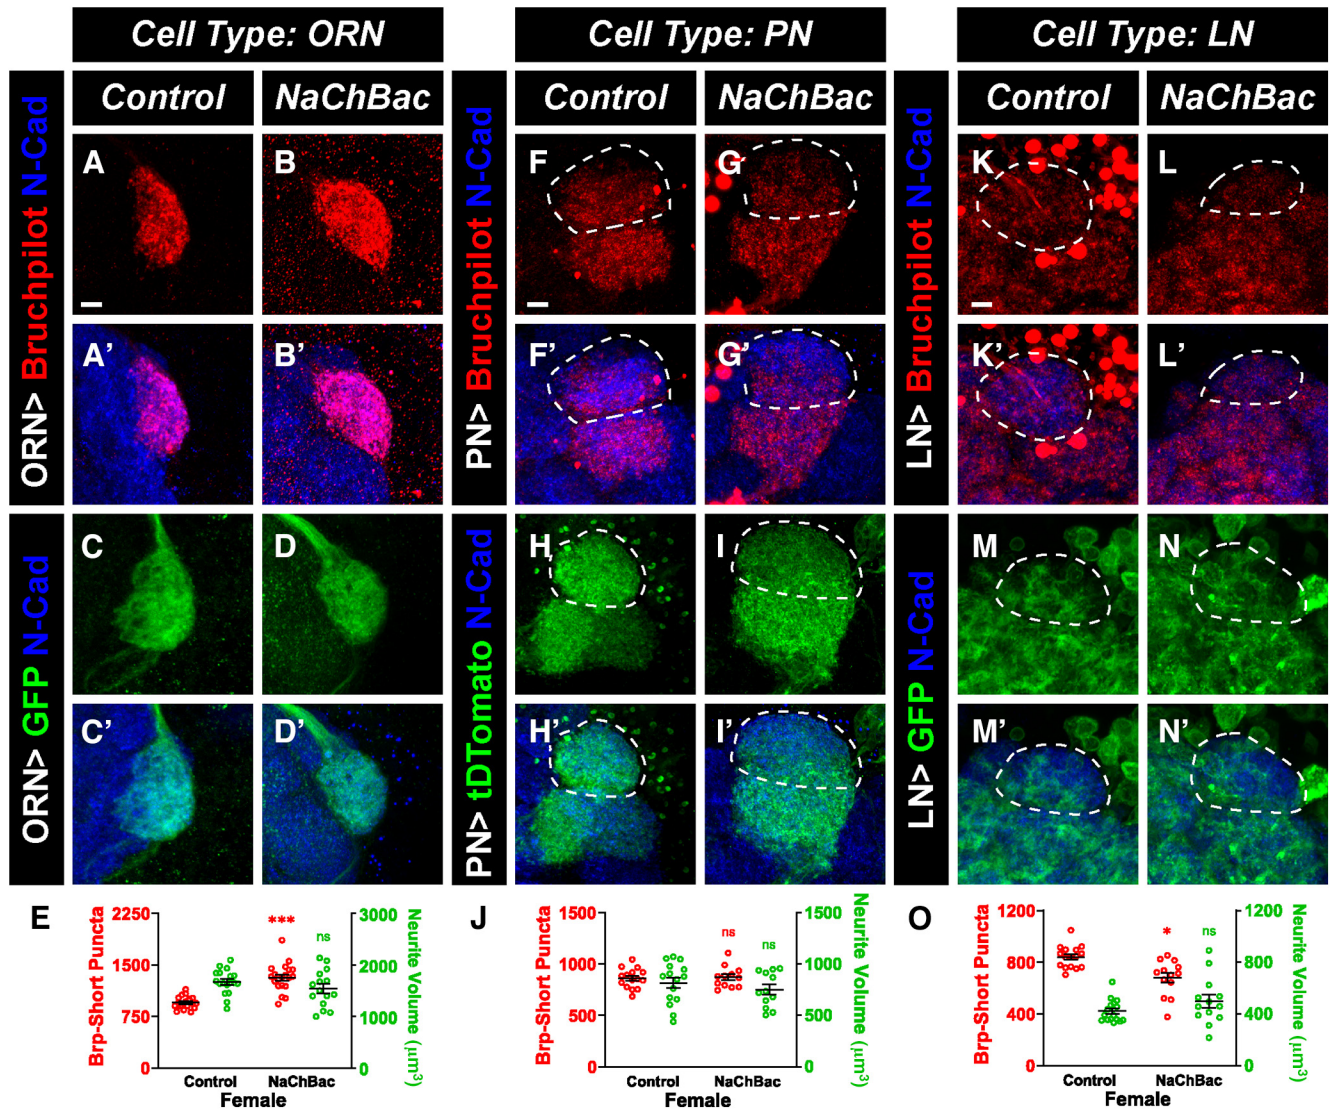 Cell Type: ORN
Cell Type: PN
Cell Type: LN
Control
NaChBac
Control
NaChBac
Control
NaChBac
ORN> Bruchpilot N-Cad
A
B
A’
B’
PN> Bruchpilot N-Cad
F
G
F’
G’
LN> Bruchpilot N-Cad
K
L
K’
L’
ORN> GFP N-Cad
C
D
C’
D’
PN> tDTomato N-Cad
H
I
H’
I’
LN> GFP N-Cad
M
N
M’
N’
E
Brp-Short Puncta
2250
1500
750
0
***
ns
3000
2000
1000
0
Neurite Volume (µm³)
Control
NaChBac
Female
J
Brp-Short Puncta
1500
1000
500
0
ns
ns
1500
1000
500
0
Neurite Volume (µm³)
Control
NaChBac
Female
O
Brp-Short Puncta
1200
800
400
0
*
ns
1200
800
400
0
Neurite Volume (µm³)
Control
NaChBac
Female